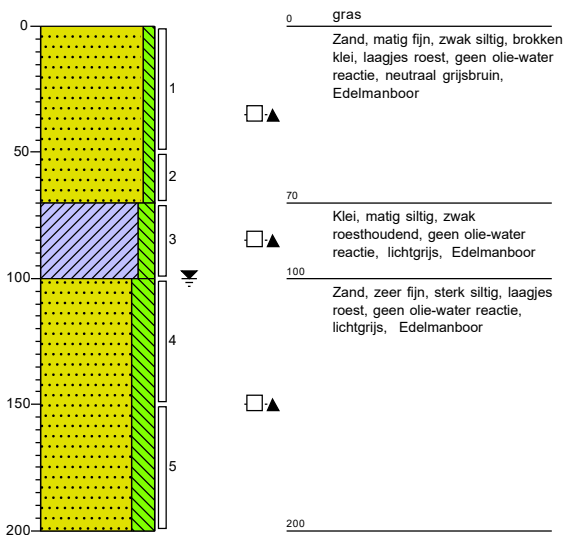 0
50
100
150
200
1
2
3
4
5
0
gras
Zand, matig fijn, zwak siltig, brokken
klei, laagjes roest, geen olie-water
reactie, neutraal grijsbruin,
Edelmanboor
70
Klei, matig siltig, zwak
roesthoudend, geen olie-water
reactie, lichtgrijs, Edelmanboor
100
Zand, zeer fijn, sterk siltig, laagjes
roest, geen olie-water reactie,
lichtgrijs, Edelmanboor
200